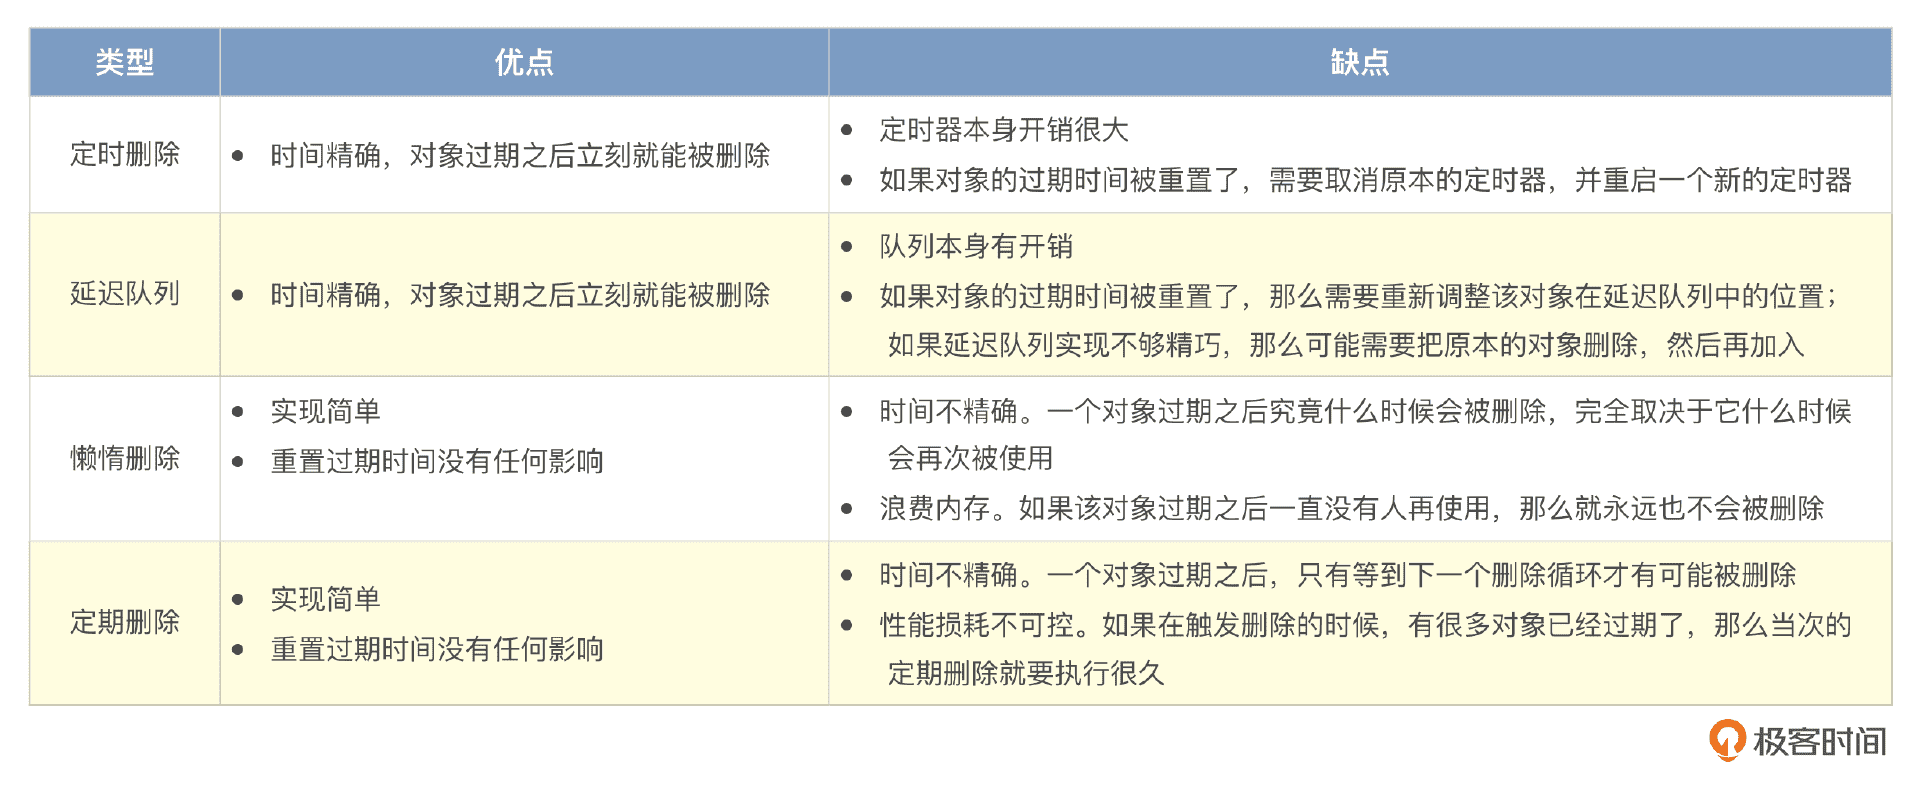 类型
优点
缺点
定时删除
• 时间精确，对象过期之后立刻就能被删除
• 定时器本身开销很大
• 如果对象的过期时间被重置了，需要取消原本的定时器，并重启一个新的定时器
延迟队列
• 时间精确，对象过期之后立刻就能被删除
• 队列本身有开销
• 如果对象的过期时间被重置了，那么需要重新调整该对象在延迟队列中的位置；
如果延迟队列实现不够精巧，那么可能需要把原本的对象删除，然后再加入
懒惰删除
• 实现简单
• 重置过期时间没有任何影响
• 时间不精确。一个对象过期之后究竟什么时候会被删除，完全取决于它什么时候
会再次被使用
• 浪费内存。如果该对象过期之后一直没有人再使用，那么就永远也不会被删除
定期删除
• 实现简单
• 重置过期时间没有任何影响
• 时间不精确。一个对象过期之后，只有等到下一个删除循环才有可能被删除
• 性能损耗不可控。如果在触发删除的时候，有很多对象已经过期了，那么当次的
定期删除就要执行很久
极客时间